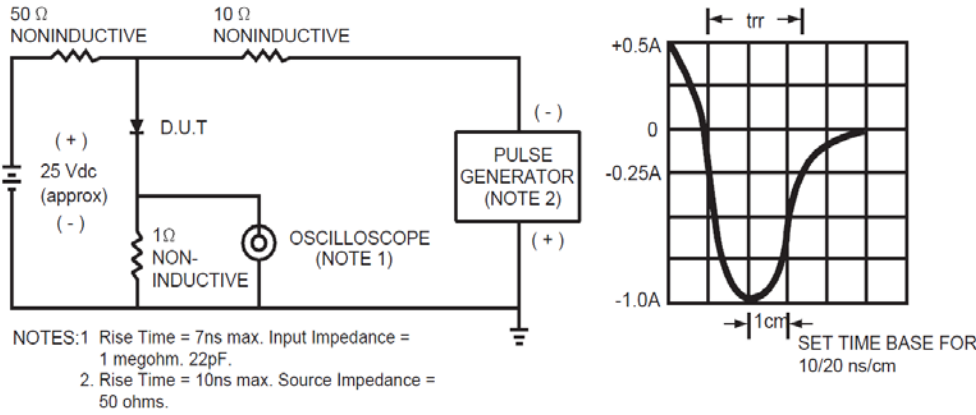 50 Ω
NONINDUCTIVE
10 Ω
NONINDUCTIVE
D.U.T
( + )
25 Vdc
(approx)
( - )
1Ω
NON-
INDUCTIVE
OSCILLOSCOPE
(NOTE 1)
( - )
PULSE
GENERATOR
(NOTE 2)
( + )
trr
+0.5A
0
-0.25A
-1.0A
1cm
SET TIME BASE FOR
10/20 ns/cm
NOTES:1 Rise Time = 7ns max. Input Impedance =
1 megohm. 22pF.
2. Rise Time = 10ns max. Source Impedance =
50 ohms.